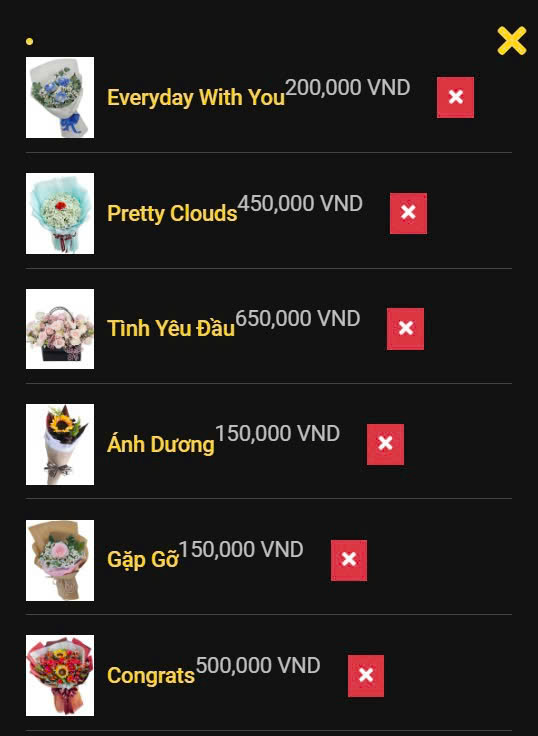 Everyday With You 200,000 VND
Pretty Clouds 450,000 VND
Tình Yêu Đầu 650,000 VND
Ánh Dương 150,000 VND
Gặp Gỡ 150,000 VND
Congrats 500,000 VND